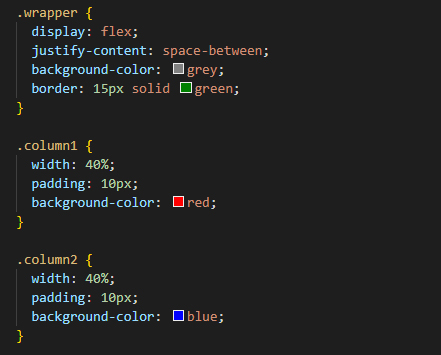 .wrapper {
  display: flex;
  justify-content: space-between;
  background-color: grey;
  border: 15px solid green;
}

.column1 {
  width: 40%;
  padding: 10px;
  background-color: red;
}

.column2 {
  width: 40%;
  padding: 10px;
  background-color: blue;
}